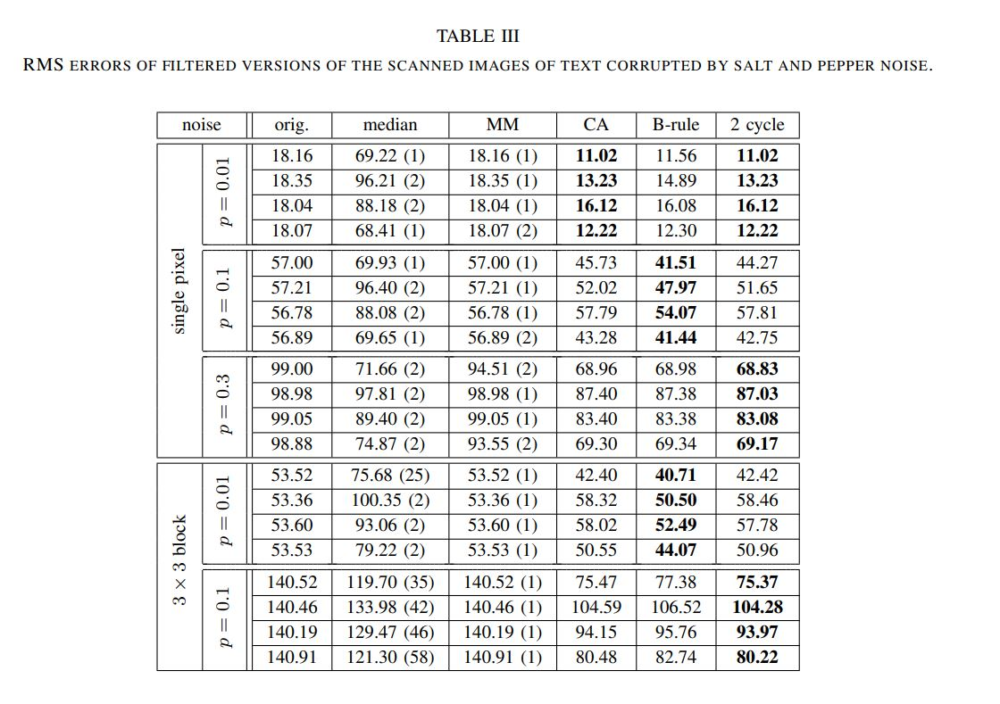 TABLE III
RMS ERRORS OF FILTERED VERSIONS OF THE SCANNED IMAGES OF TEXT CORRUPTED BY SALT AND PEPPER NOISE.
noise orig. median MM CA B-rule 2 cycle
single pixel
p = 0.01
18.16 69.22 (1) 18.16 (1) 11.02 11.56 11.02
18.35 96.21 (2) 18.35 (1) 13.23 14.89 13.23
18.04 88.18 (2) 18.04 (1) 16.12 16.08 16.12
18.07 68.41 (1) 18.07 (2) 12.22 12.30 12.22
p = 0.1
57.00 69.93 (1) 57.00 (1) 45.73 41.51 44.27
57.21 96.40 (2) 57.21 (1) 52.02 47.97 51.65
56.78 88.08 (2) 56.78 (1) 57.79 54.07 57.81
56.89 69.65 (1) 56.89 (2) 43.28 41.44 42.75
p = 0.3
99.00 71.66 (2) 94.51 (2) 68.96 68.98 68.83
98.98 97.81 (2) 98.98 (1) 87.40 87.38 87.03
99.05 89.40 (2) 99.05 (1) 83.40 83.38 83.08
98.88 74.87 (2) 93.55 (2) 69.30 69.34 69.17
3 × 3 block
p = 0.01
53.52 75.68 (25) 53.52 (1) 42.40 40.71 42.42
53.36 100.35 (2) 53.36 (1) 58.32 50.50 58.46
53.60 93.06 (2) 53.60 (1) 58.02 52.49 57.78
53.53 79.22 (2) 53.53 (1) 50.55 44.07 50.96
p = 0.1
140.52 119.70 (35) 140.52 (1) 75.47 77.38 75.37
140.46 133.98 (42) 140.46 (1) 104.59 106.52 104.28
140.19 129.47 (46) 140.19 (1) 94.15 95.76 93.97
140.91 121.30 (58) 140.91 (1) 80.48 82.74 80.22